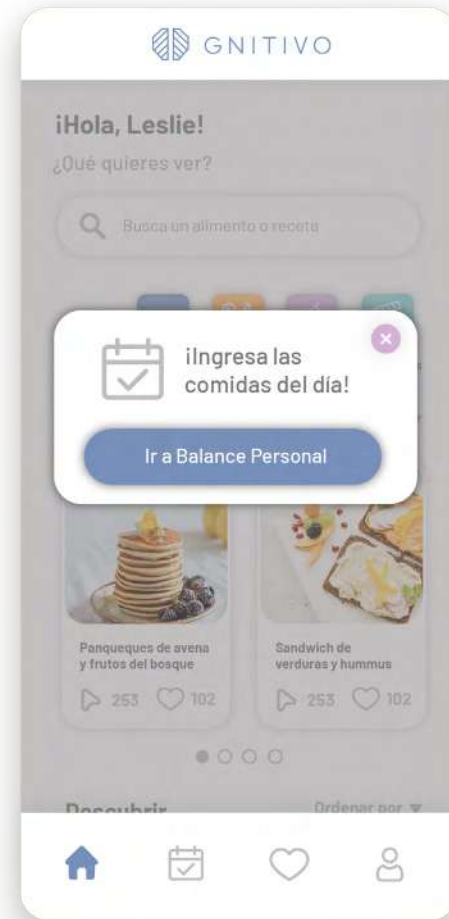 GNITIVO
¡Hola, Leslie!
¿Qué quieres ver?
Busca un alimento o receta
¡Ingresa las
comidas del día!
Ir a Balance Personal
Panqueques de avena
y frutos del bosque
253 102
Sandwich de
verduras y hummus
253 102
Descubrir Ordenar por